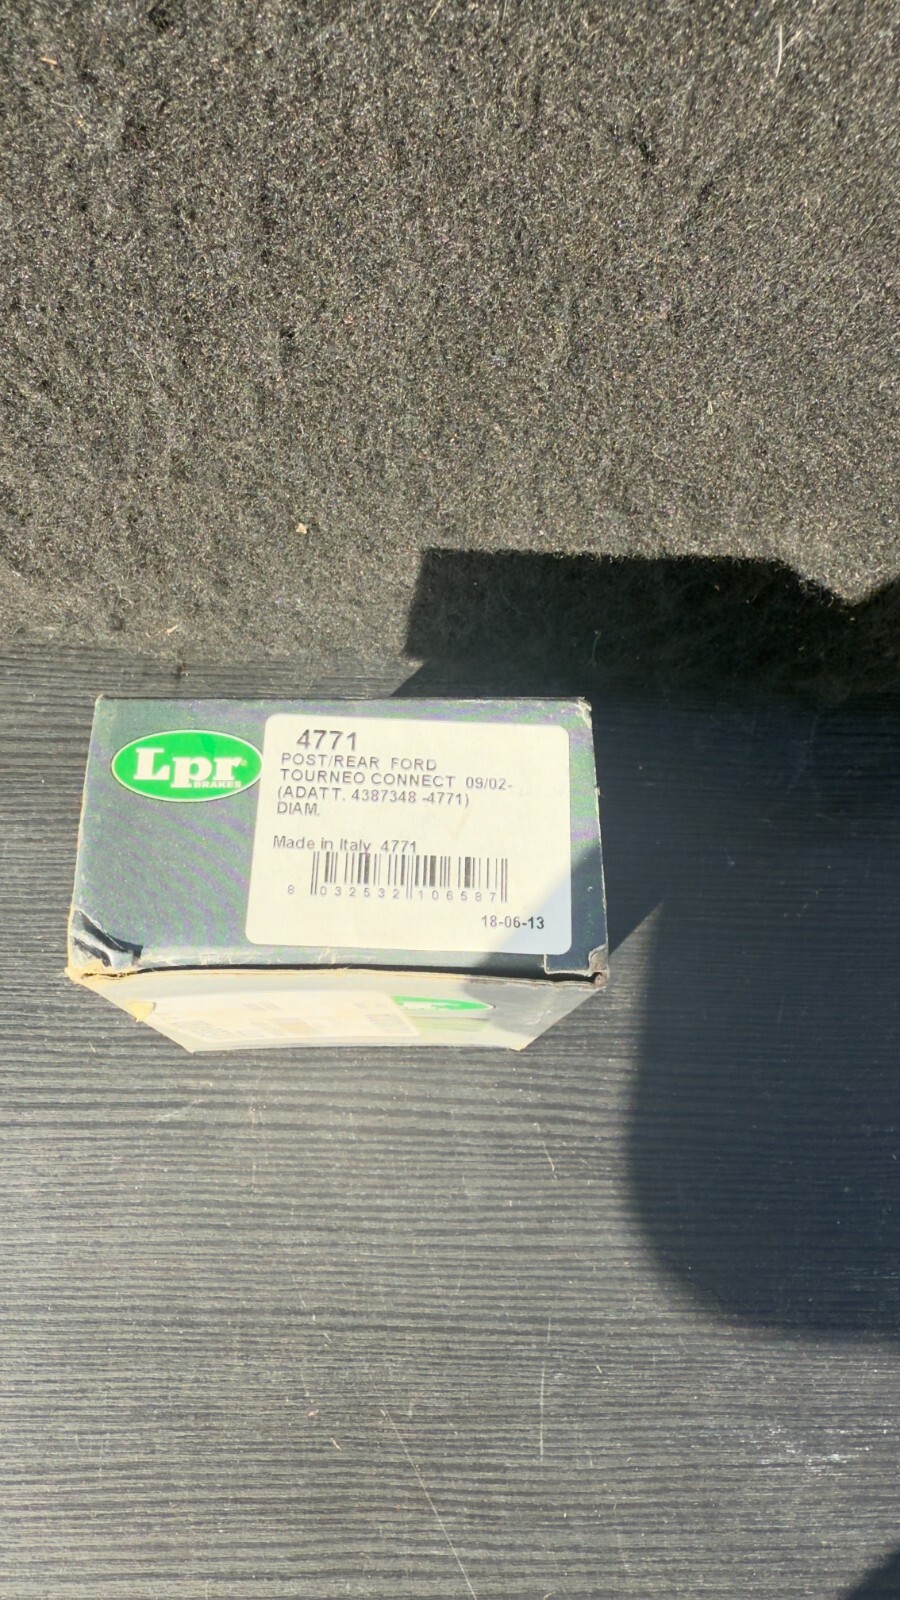 Lpr
BRAKES
4771
POST/REAR FORD
TOURNEO CONNECT 09/02-
(ADATT. 4387348 -4771)
DIAM.
Made in Italy 4771
8 032532 106587
18-06-13